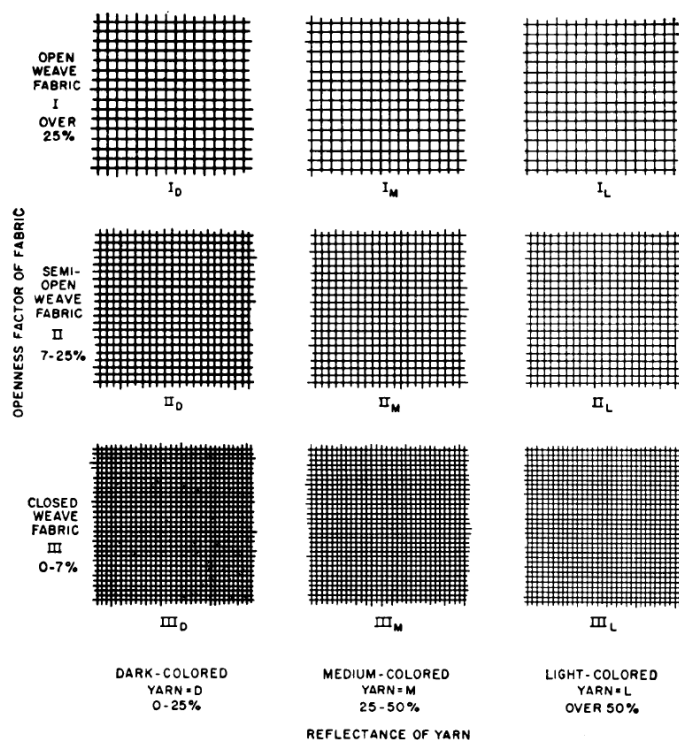 OPENNESS FACTOR OF FABRIC
OPEN
WEAVE
FABRIC
I
OVER
25%
I_D
I_M
I_L
SEMI-
OPEN
WEAVE
FABRIC
II
7-25%
II_D
II_M
II_L
CLOSED
WEAVE
FABRIC
III
0-7%
III_D
III_M
III_L
DARK-COLORED
YARN=D
0-25%
MEDIUM-COLORED
YARN=M
25-50%
LIGHT-COLORED
YARN=L
OVER 50%
REFLECTANCE OF YARN